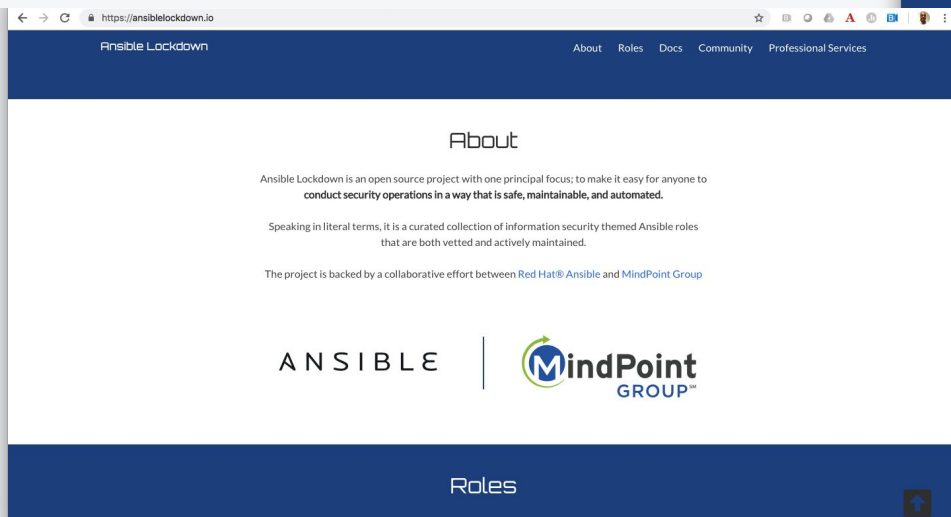 https://ansiblelockdown.io
Ansible Lockdown
About Roles Docs Community Professional Services
About
Ansible Lockdown is an open source project with one principal focus; to make it easy for anyone to
conduct security operations in a way that is safe, maintainable, and automated.
Speaking in literal terms, it is a curated collection of information security themed Ansible roles
that are both vetted and actively maintained.
The project is backed by a collaborative effort between Red Hat® Ansible and MindPoint Group
ANSIBLE
MindPoint
GROUP℠
Roles